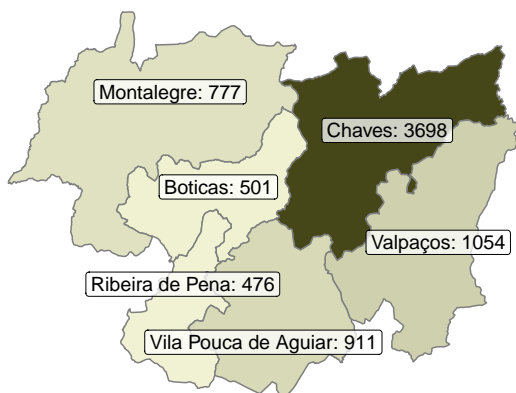 Montalegre: 777
Chaves: 3698
Boticas: 501
Valpaços: 1054
Ribeira de Pena: 476
Vila Pouca de Aguiar: 911